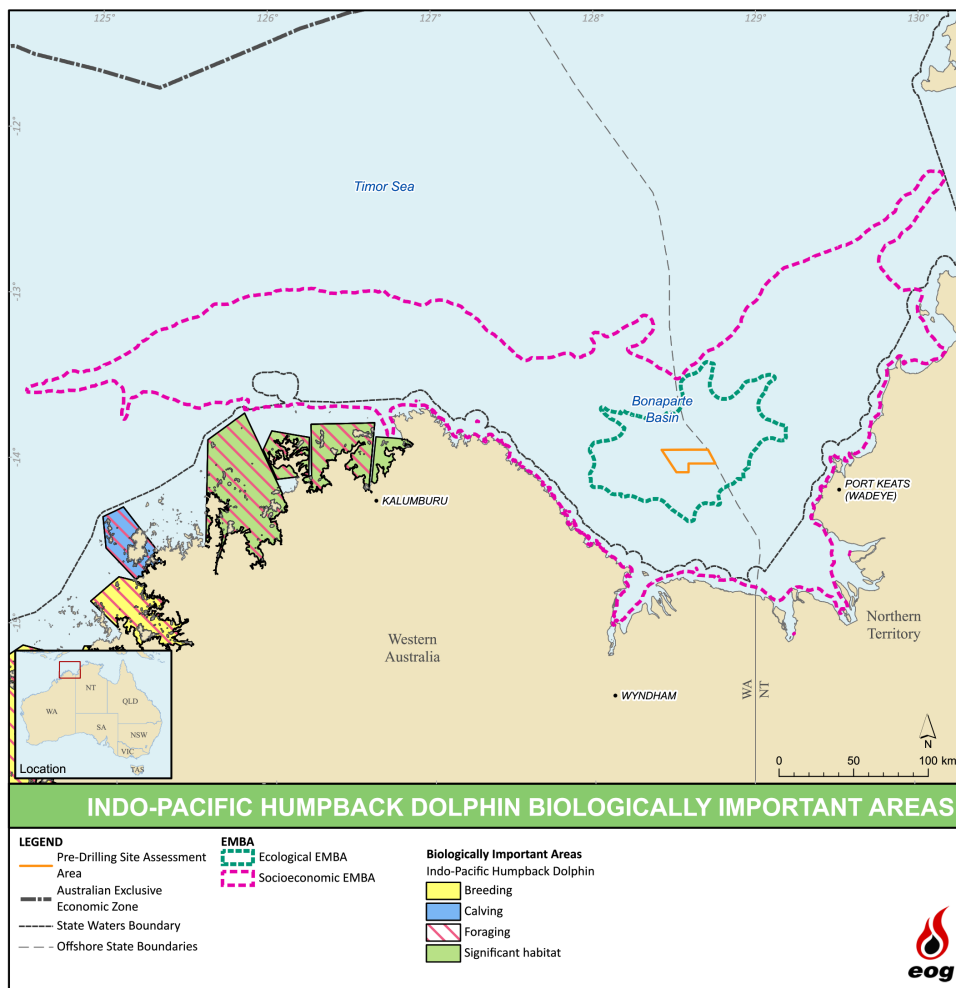 125°
126°
127°
128°
129°
130°
-12°
Timor Sea
-13°
Bonaparte
Basin
-14°
PORT KEATS
(WADEYE)
KALUMBURU
Western
Australia
Northern
Territory
WYNDHAM
WA
NT
NT
WA
QLD
SA
NSW
VIC
TAS
Location
N
0
50
100 km
INDO-PACIFIC HUMPBACK DOLPHIN BIOLOGICALLY IMPORTANT AREAS
LEGEND
Pre-Drilling Site Assessment
Area
Australian Exclusive
Economic Zone
State Waters Boundary
Offshore State Boundaries
EMBA
Ecological EMBA
Socioeconomic EMBA
Biologically Important Areas
Indo-Pacific Humpback Dolphin
Breeding
Calving
Foraging
Significant habitat
eog